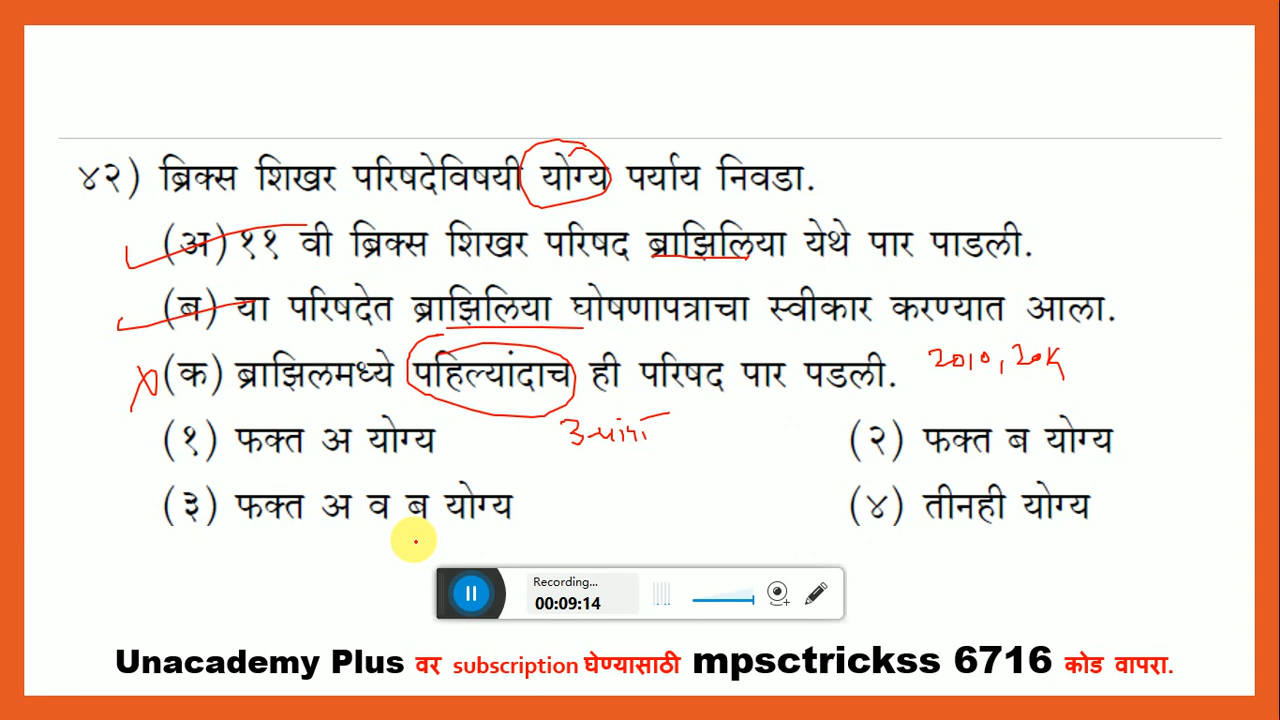 ४२) ब्रिक्स शिखर परिषदेविषयी योग्य पर्याय निवडा.
(अ) ११ वी ब्रिक्स शिखर परिषद ब्राझिलिया येथे पार पाडली.
(ब) या परिषदेत ब्राझिलिया घोषणापत्राचा स्वीकार करण्यात आला.
(क) ब्राझिलमध्ये पहिल्यांदाच ही परिषद पार पडली. 2010,
(१) फक्त अ योग्य (२) फक्त ब योग्य
(३) फक्त अ व ब योग्य (४) तीनही योग्य
Recording...
00:09:14
Unacademy Plus वर subscription घेण्यासाठी mpsctrickss 6716 कोड वापरा.